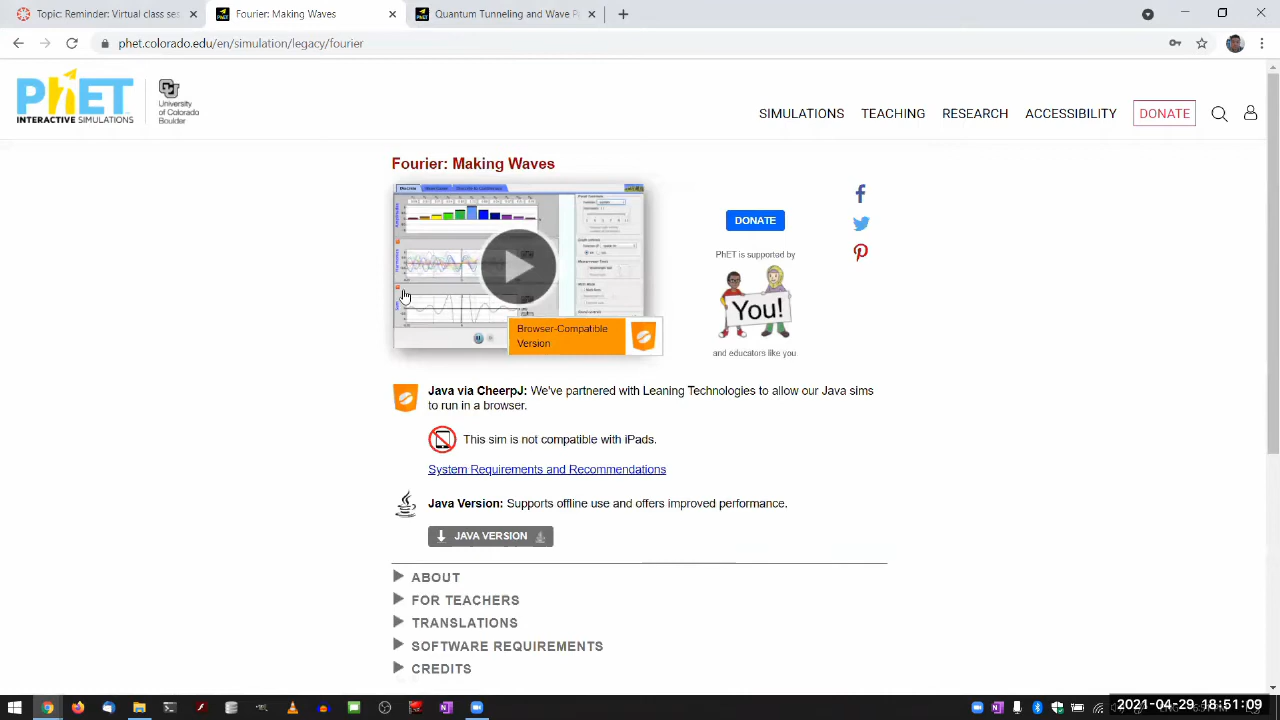 Topic: Reminder: Virtual class ses
Fourier: Making Waves
Quantum Tunneling and Wave P
phet.colorado.edu/en/simulation/legacy/fourier
PhET
INTERACTIVE SIMULATIONS
CU
University
of Colorado
Boulder
SIMULATIONS
TEACHING
RESEARCH
ACCESSIBILITY
DONATE
Fourier: Making Waves
Discrete
Browser-Compatible
Version
DONATE
PhET is supported by
You!
and educators like you.
Java via CheerpJ: We've partnered with Leaning Technologies to allow our Java sims
to run in a browser.
This sim is not compatible with iPads.
System Requirements and Recommendations
Java Version: Supports offline use and offers improved performance.
JAVA VERSION
ABOUT
FOR TEACHERS
TRANSLATIONS
SOFTWARE REQUIREMENTS
CREDITS
2021-04-29 18:51:09